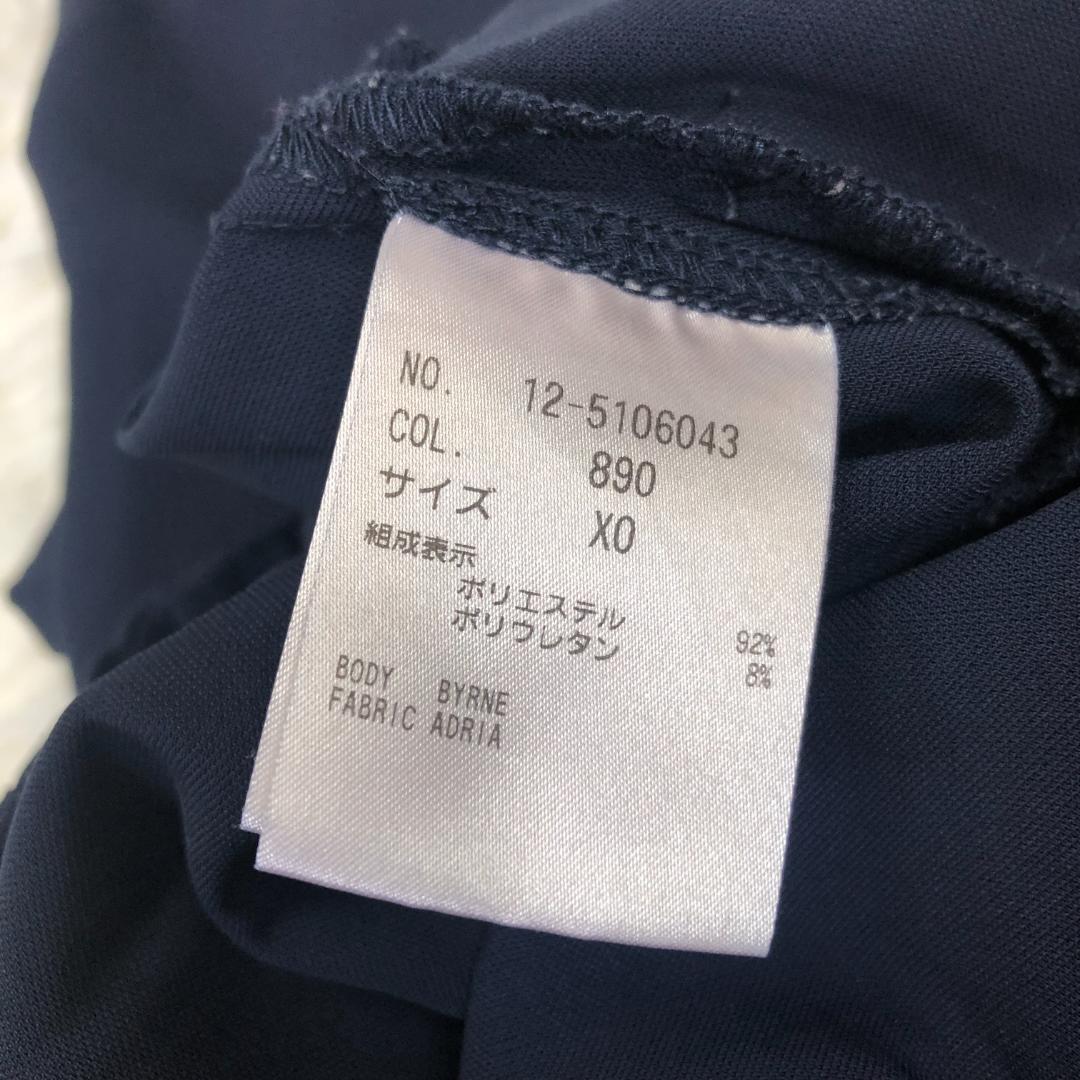 NO. 12-5106043
COL. 890
サイズ XO
組成表示
ポリエステル 92%
ポリウレタン 8%
BODY BYRNE
FABRIC ADRIA